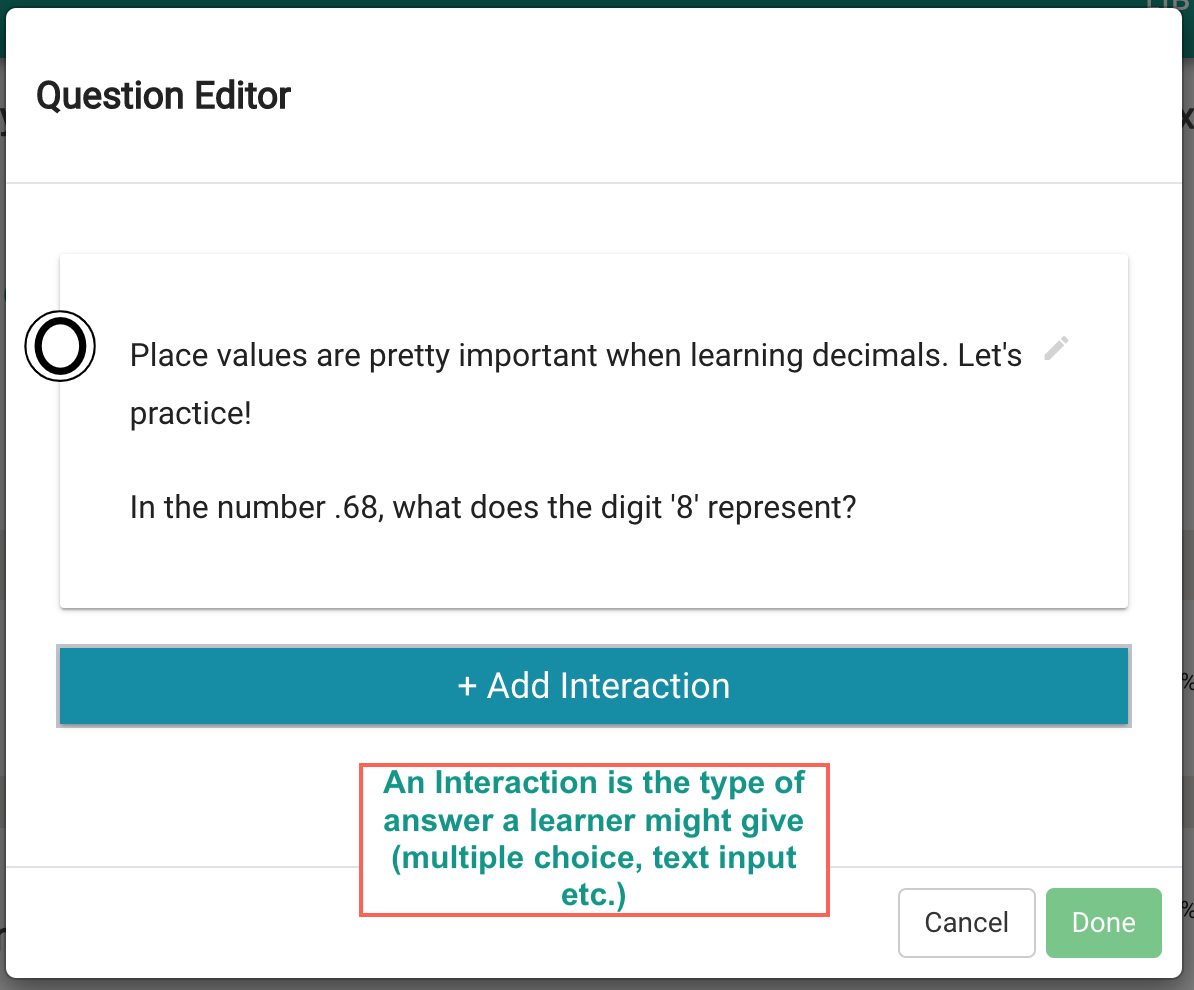 Question Editor
Place values are pretty important when learning decimals. Let's
practice!
In the number .68, what does the digit '8' represent?
+ Add Interaction
An Interaction is the type of
answer a learner might give
(multiple choice, text input
etc.)
Cancel
Done